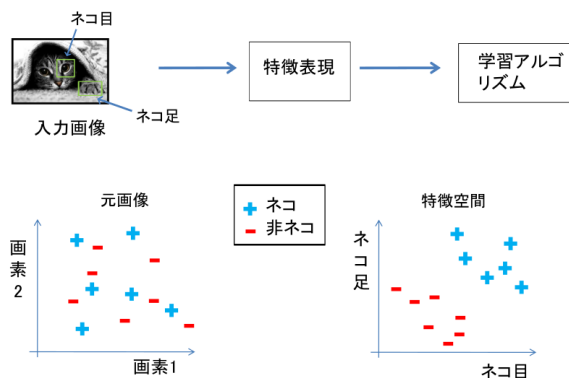 ネコ目
特徴表現
学習アルゴ
リズム
ネコ足
入力画像
元画像
ネコ
非ネコ
特徴空間
画素2
画素1
ネコ足
ネコ目